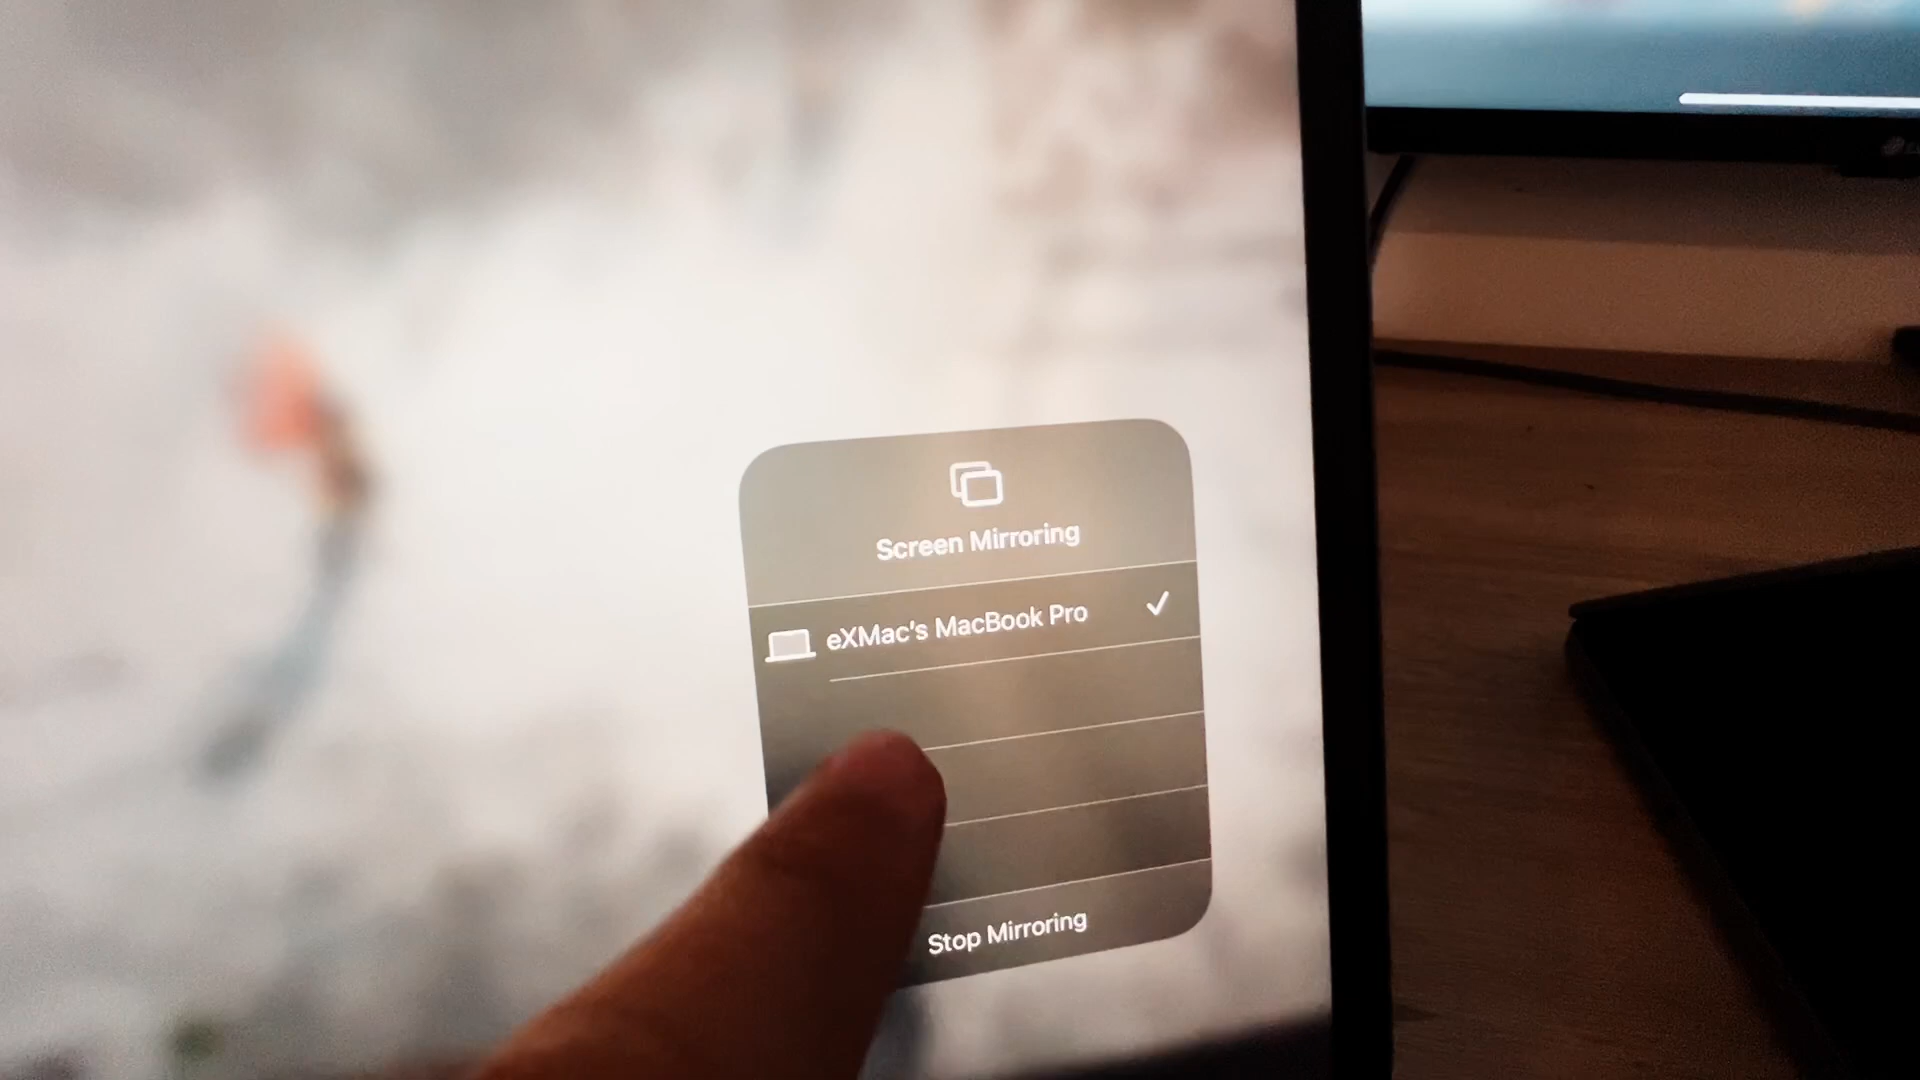 Screen Mirroring
eXMac's MacBook Pro
Stop Mirroring